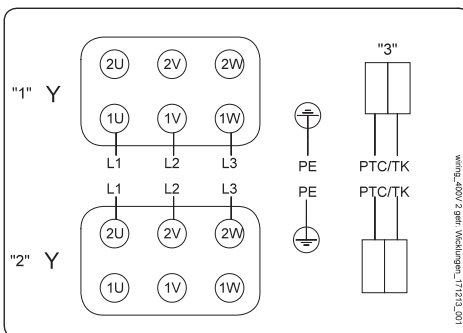 "3"
2U 2V 2W
"1" Y
1U 1V 1W
L1 L2 L3 PE PTC/TK
L1 L2 L3 PE PTC/TK
2U 2V 2W
"2" Y
1U 1V 1W
wiring_400V 2 getr. Wicklungen_171213_001